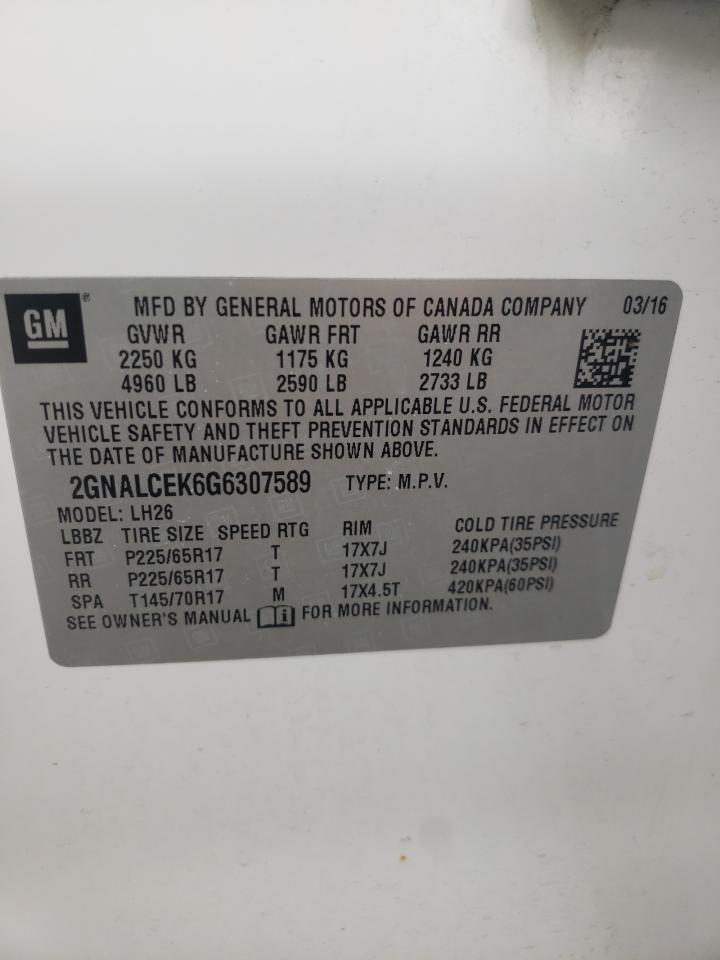 GM ® MFD BY GENERAL MOTORS OF CANADA COMPANY 03/16
GVWR GAWR FRT GAWR RR
2250 KG 1175 KG 1240 KG
4960 LB 2590 LB 2733 LB
THIS VEHICLE CONFORMS TO ALL APPLICABLE U.S. FEDERAL MOTOR
VEHICLE SAFETY AND THEFT PREVENTION STANDARDS IN EFFECT ON
THE DATE OF MANUFACTURE SHOWN ABOVE.
2GNALCEK6G6307589 TYPE: M.P.V.
MODEL: LH26
LBBZ TIRE SIZE SPEED RTG RIM COLD TIRE PRESSURE
FRT P225/65R17 T 17X7J 240KPA(35PSI)
RR P225/65R17 T 17X7J 240KPA(35PSI)
SPA T145/70R17 M 17X4.5T 420KPA(60PSI)
SEE OWNER'S MANUAL i FOR MORE INFORMATION.